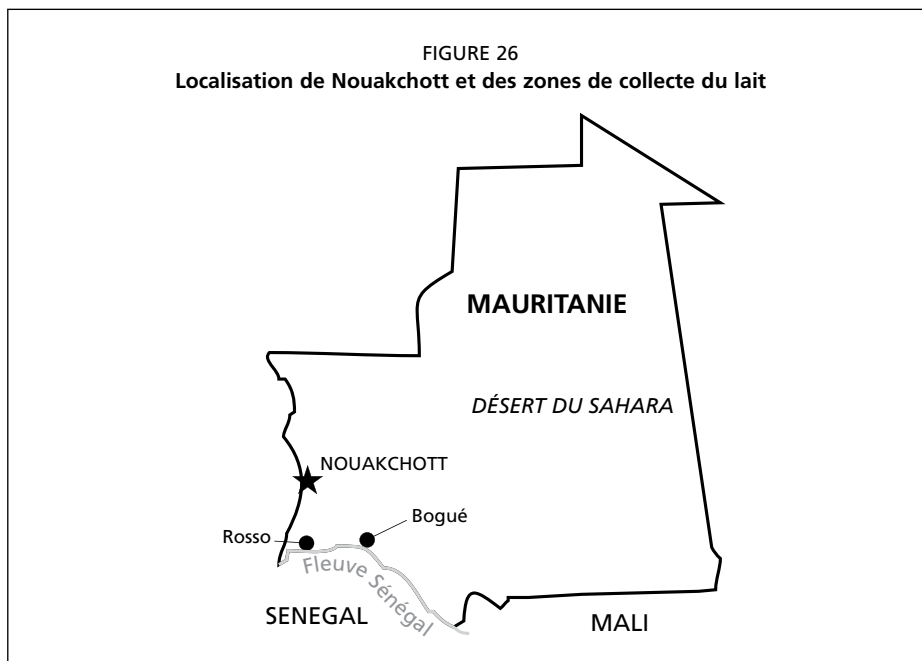 FIGURE 26
Localisation de Nouakchott et des zones de collecte du lait
MAURITANIE
DÉSERT DU SAHARA
NOUAKCHOTT
Bogué
Rosso
Fleuve Sénégal
SENEGAL
MALI